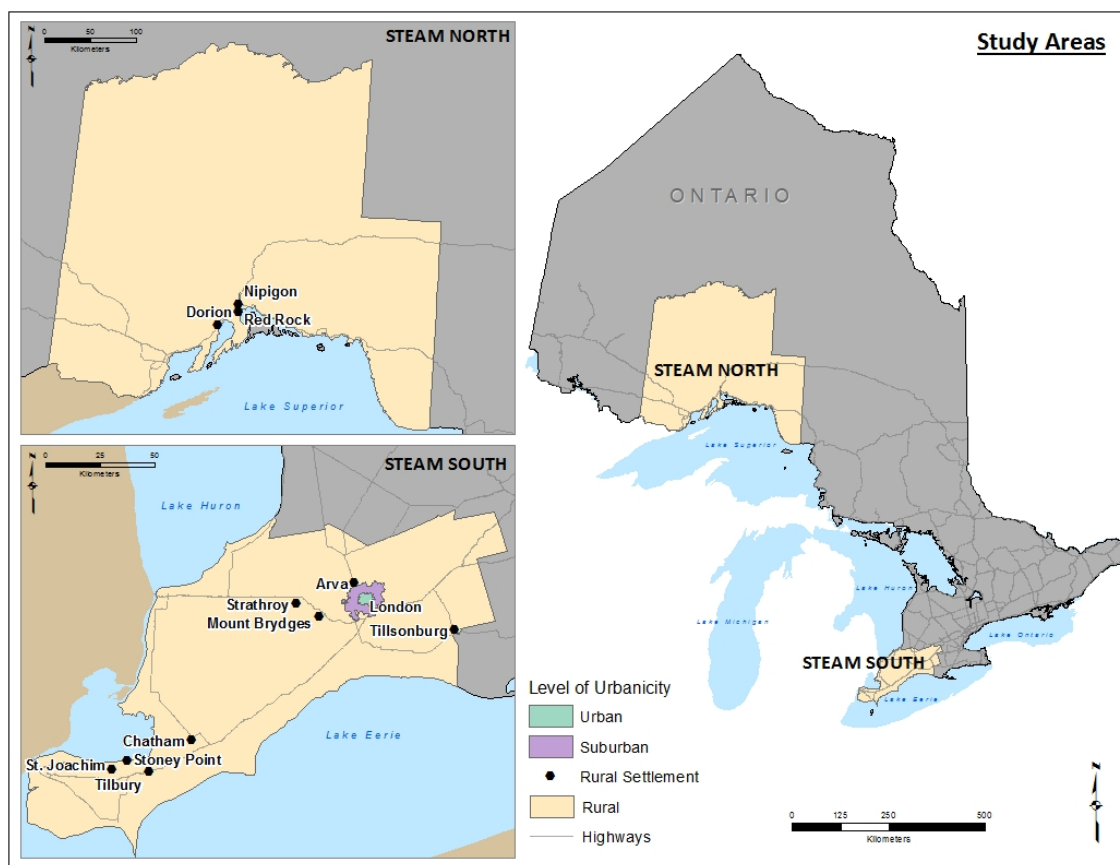 STEAM NORTH
N
0 50 100
Kilometers
Nipigon
Dorion
Red Rock
Lake Superior
STEAM SOUTH
N
0 25 50
Kilometers
Lake Huron
Arva
London
Strathroy
Mount Brydges
Tillsonburg
Lake Eerie
Chatham
Stoney Point
St. Joachim
Tilbury
Study Areas
ONTARIO
STEAM NORTH
Lake Superior
Lake Huron
Lake Michigan
Lake Ontario
STEAM SOUTH
Lake Eerie
Level of Urbanicity
Urban
Suburban
Rural Settlement
Rural
Highways
0 125 250 500
Kilometers
N